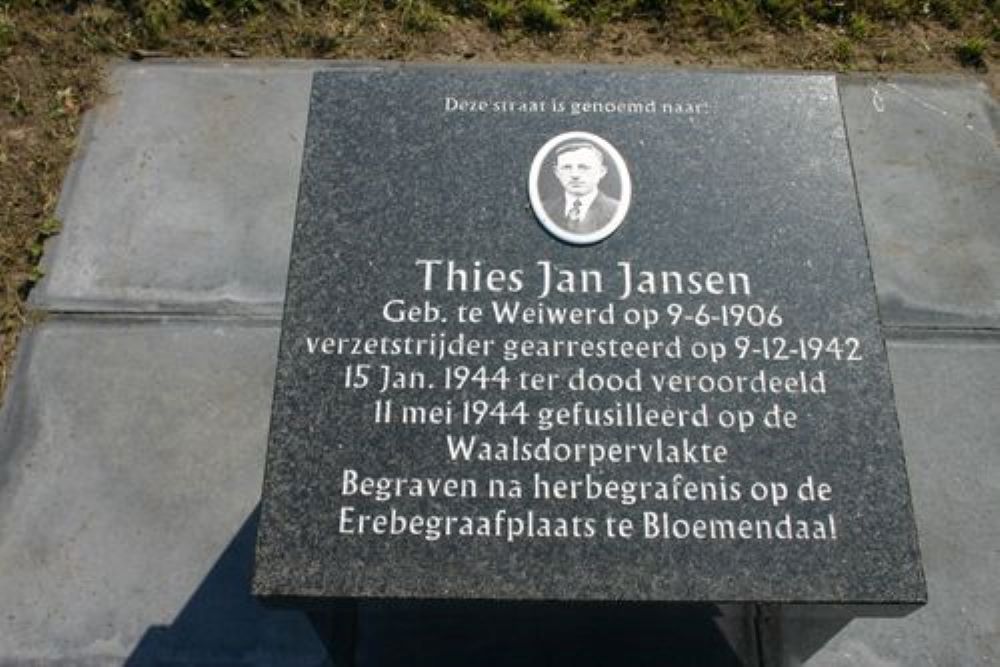 Deze straat is genoemd naar:
Thies Jan Jansen
Geb. te Weiwerd op 9-6-1906
verzetstrijder gearresteerd op 9-12-1942
15 Jan. 1944 ter dood veroordeeld
11 mei 1944 gefusilleerd op de
Waalsdorpervlakte
Begraven na herbegrafenis op de
Erebegraafplaats te Bloemendaal